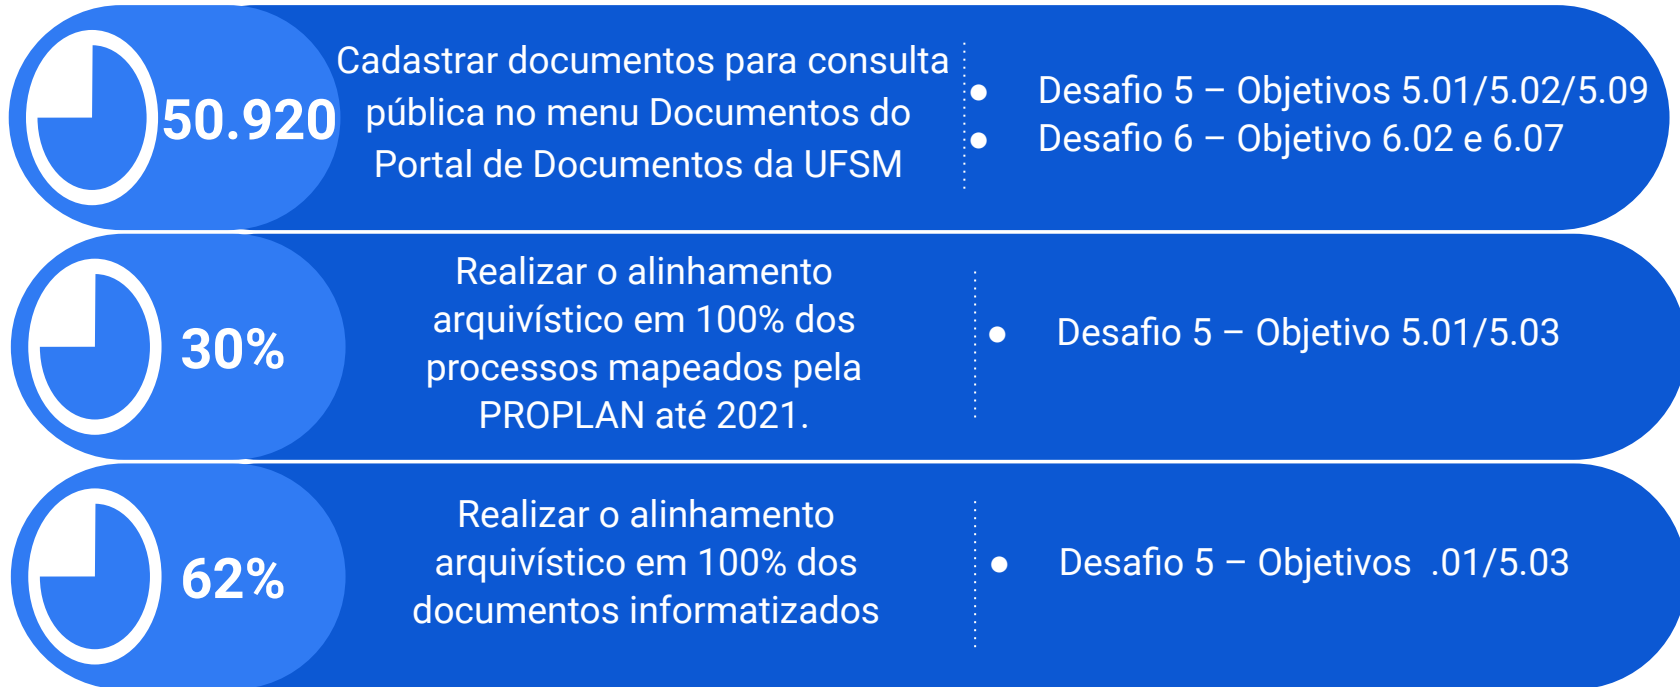 50.920
Cadastrar documentos para consulta
pública no menu Documentos do
Portal de Documentos da UFSM
● Desafio 5 – Objetivos 5.01/5.02/5.09
● Desafio 6 – Objetivo 6.02 e 6.07
30%
Realizar o alinhamento
arquivístico em 100% dos
processos mapeados pela
PROPLAN até 2021.
● Desafio 5 – Objetivo 5.01/5.03
62%
Realizar o alinhamento
arquivístico em 100% dos
documentos informatizados
● Desafio 5 – Objetivos  .01/5.03